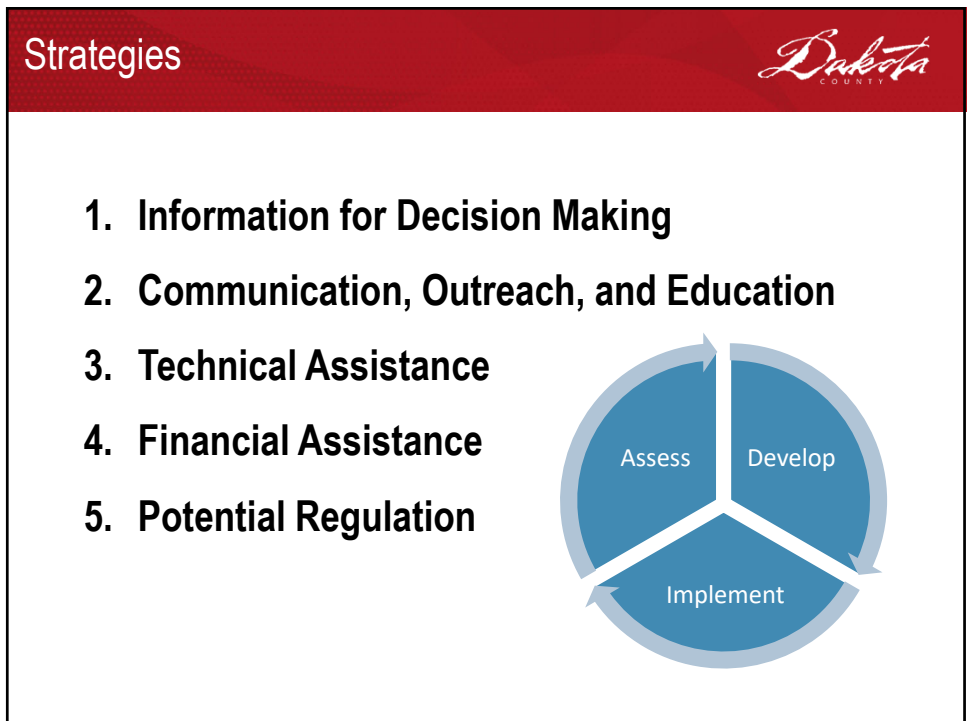 Strategies
Dakota
COUNTY
1. Information for Decision Making
2. Communication, Outreach, and Education
3. Technical Assistance
4. Financial Assistance
5. Potential Regulation
Assess
Develop
Implement